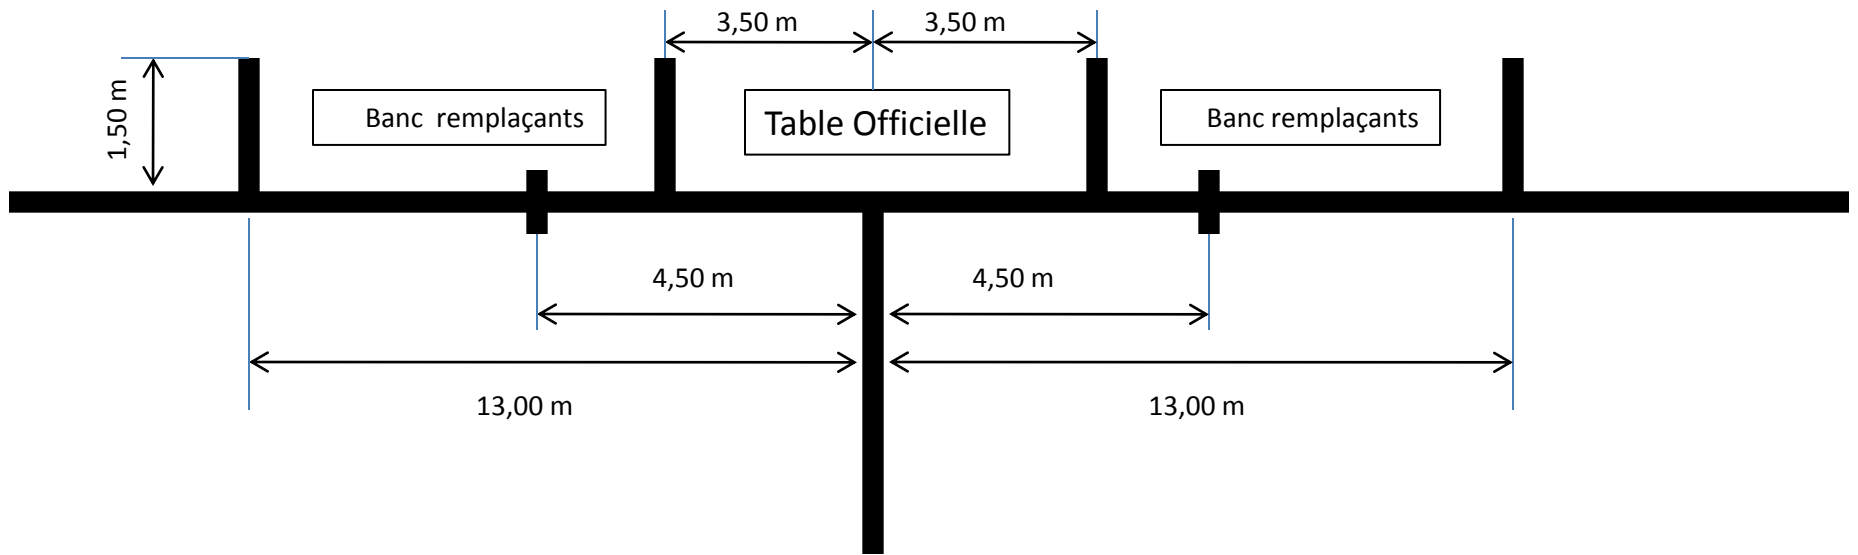 3,50 m
3,50 m
1,50 m
Banc remplaçants
Table Officielle
Banc remplaçants
4,50 m
4,50 m
13,00 m
13,00 m